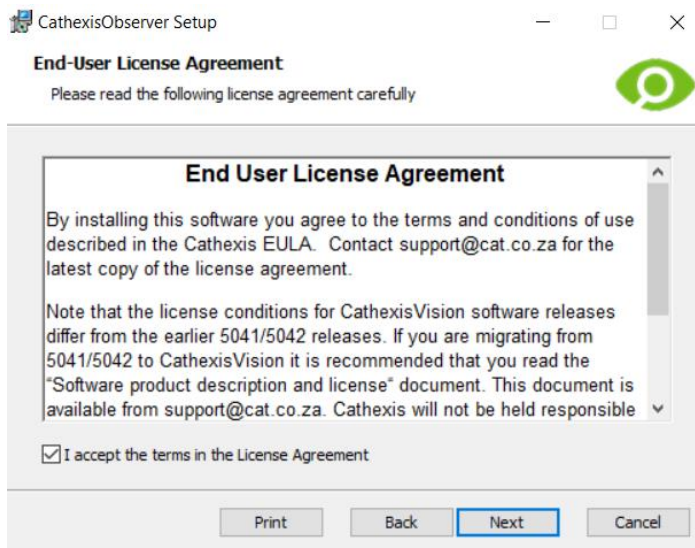 CathexisObserver Setup
End-User License Agreement
Please read the following license agreement carefully
End User License Agreement
By installing this software you agree to the terms and conditions of use
described in the Cathexis EULA. Contact support@cat.co.za for the
latest copy of the license agreement.
Note that the license conditions for CathexisVision software releases
differ from the earlier 5041/5042 releases. If you are migrating from
5041/5042 to CathexisVision it is recommended that you read the
“Software product description and license“ document. This document is
available from support@cat.co.za. Cathexis will not be held responsible
I accept the terms in the License Agreement
Print Back Next Cancel